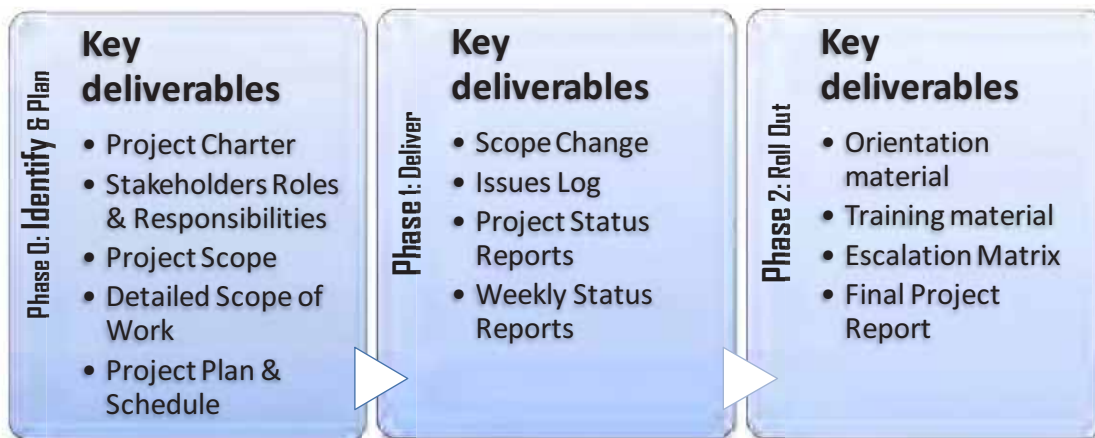 Phase 0: Identify & Plan
Key
deliverables
• Project Charter
• Stakeholders Roles
& Responsibilities
• Project Scope
• Detailed Scope of
Work
• Project Plan &
Schedule
Phase 1: Deliver
Key
deliverables
• Scope Change
• Issues Log
• Project Status
Reports
• Weekly Status
Reports
Phase 2: Roll Out
Key
deliverables
• Orientation
material
• Training material
• Escalation Matrix
• Final Project
Report